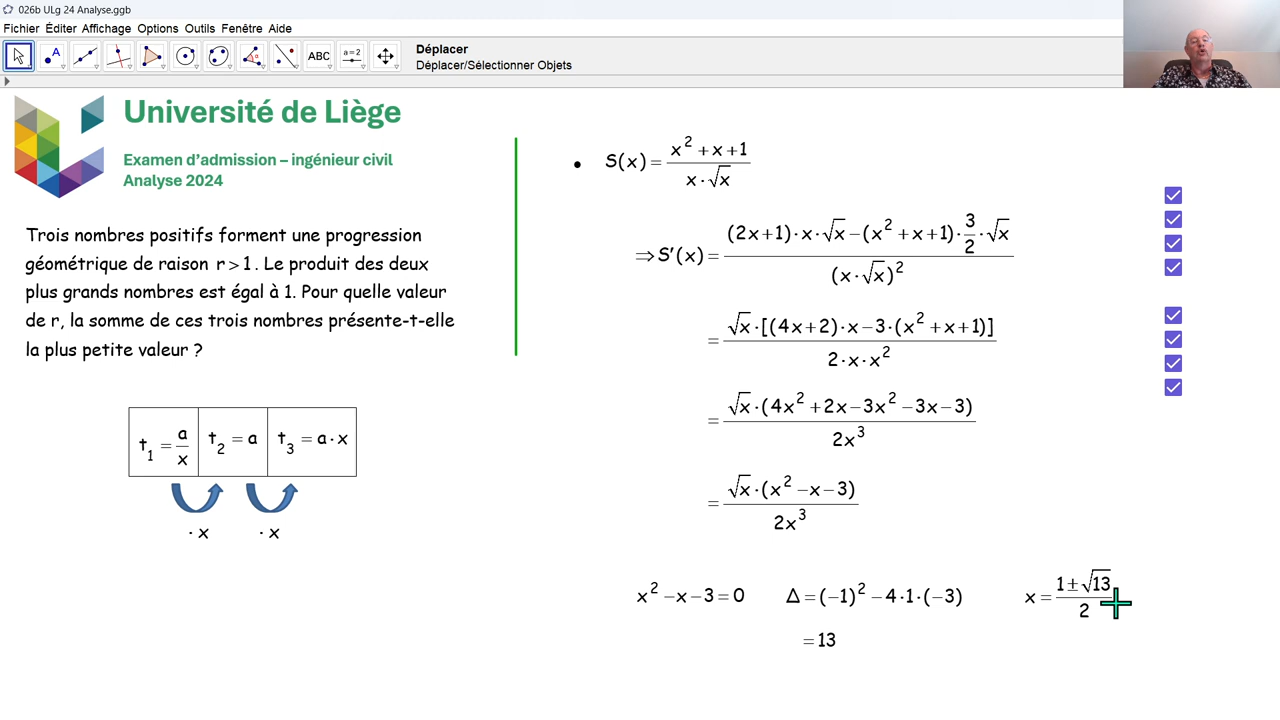 026b ULg 24 Analyse.ggb
Fichier Éditer Affichage Options Outils Fenêtre Aide
A
ABC
a=2
Déplacer
Déplacer/Sélectionner Objets
Université de Liège
Examen d'admission – ingénieur civil
Analyse 2024
Trois nombres positifs forment une progression
géométrique de raison r > 1. Le produit des deux
plus grands nombres est égal à 1. Pour quelle valeur
de r, la somme de ces trois nombres présente-t-elle
la plus petite valeur ?
t₁ = a/x t₂ = a t₃ = a · x
· x · x
• S(x) = (x² + x + 1)/(x · √x)
⇒ S'(x) = ((2x+1) · x · √x − (x² + x + 1) · 3/2 · √x)/((x · √x)²)
= (√x · [(4x+2) · x − 3 · (x² + x + 1)])/(2 · x · x²)
= (√x · (4x² + 2x − 3x² − 3x − 3))/(2x³)
= (√x · (x² − x − 3))/(2x³)
x² − x − 3 = 0 Δ = (−1)² − 4 · 1 · (−3) x = (1 ± √13)/2
= 13